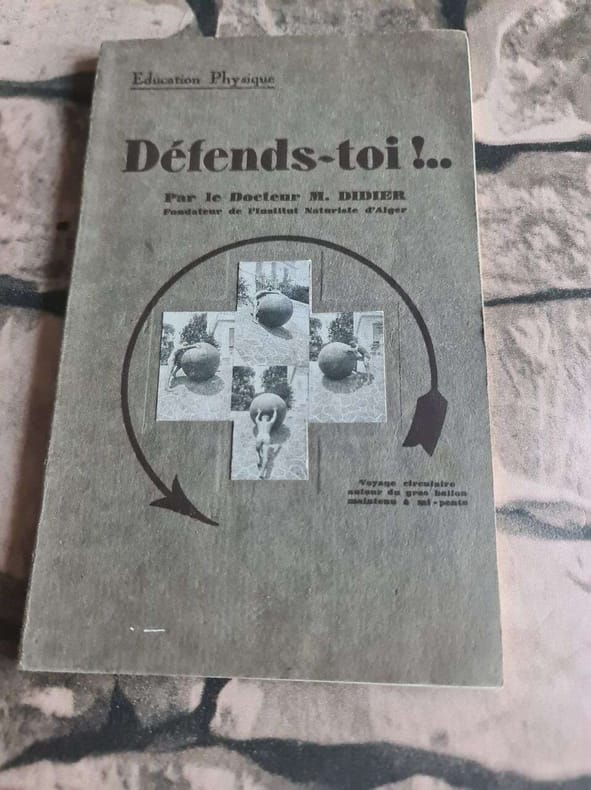 Education Physique
Défends-toi !...
Par le Docteur M. DIDIER
Fondateur de l'Institut Naturiste d'Alger
Voyage circulaire
autour du gros ballon
maintenu à mi-pente